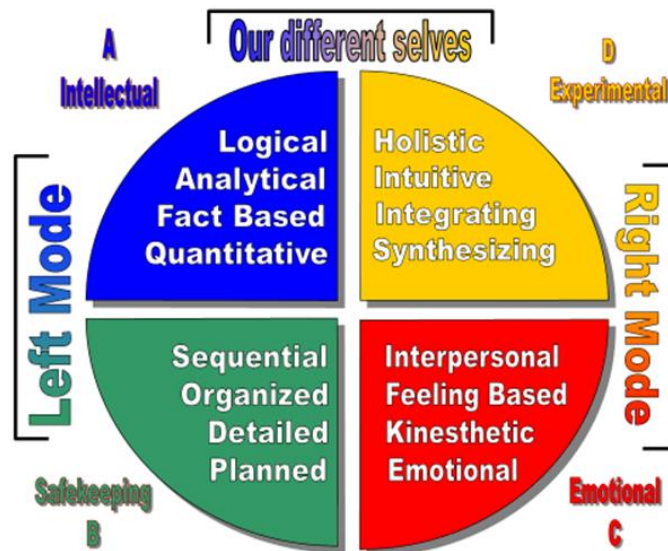 Our different selves
A
Intellectual
D
Experimental
Left Mode
Logical
Analytical
Fact Based
Quantitative
Holistic
Intuitive
Integrating
Synthesizing
Right Mode
Sequential
Organized
Detailed
Planned
Interpersonal
Feeling Based
Kinesthetic
Emotional
Safekeeping
B
Emotional
C